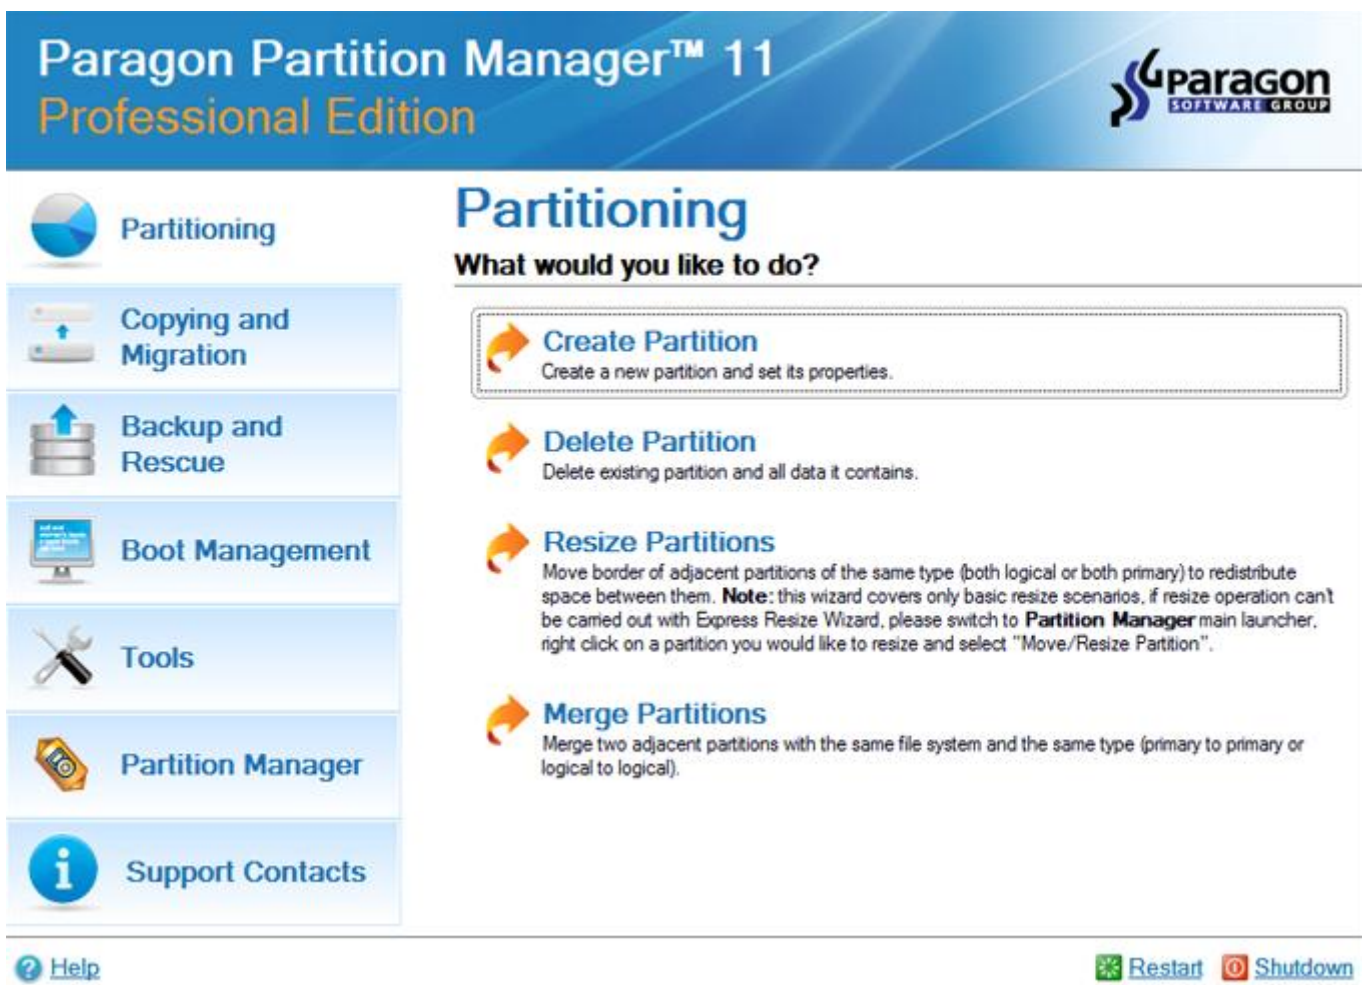 Paragon Partition Manager™ 11
Professional Edition
paragon
SOFTWARE GROUP
Partitioning
Copying and
Migration
Backup and
Rescue
Boot Management
Tools
Partition Manager
Support Contacts
Partitioning
What would you like to do?
Create Partition
Create a new partition and set its properties.
Delete Partition
Delete existing partition and all data it contains.
Resize Partitions
Move border of adjacent partitions of the same type (both logical or both primary) to redistribute
space between them. Note: this wizard covers only basic resize scenarios, if resize operation can't
be carried out with Express Resize Wizard, please switch to Partition Manager main launcher,
right click on a partition you would like to resize and select "Move/Resize Partition".
Merge Partitions
Merge two adjacent partitions with the same file system and the same type (primary to primary or
logical to logical).
Help
Restart
Shutdown